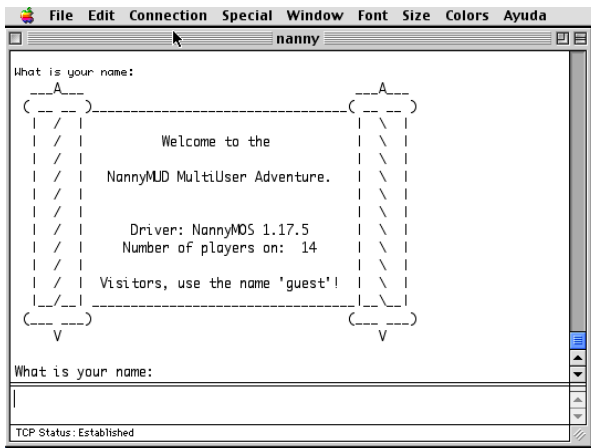 File Edit Connection Special Window Font Size Colors Ayuda
nanny
What is your name:
Welcome to the
NannyMUD MultiUser Adventure.
Driver: NannyMOS 1.17.5
Number of players on: 14
Visitors, use the name 'guest'!
What is your name:
TCP Status: Established